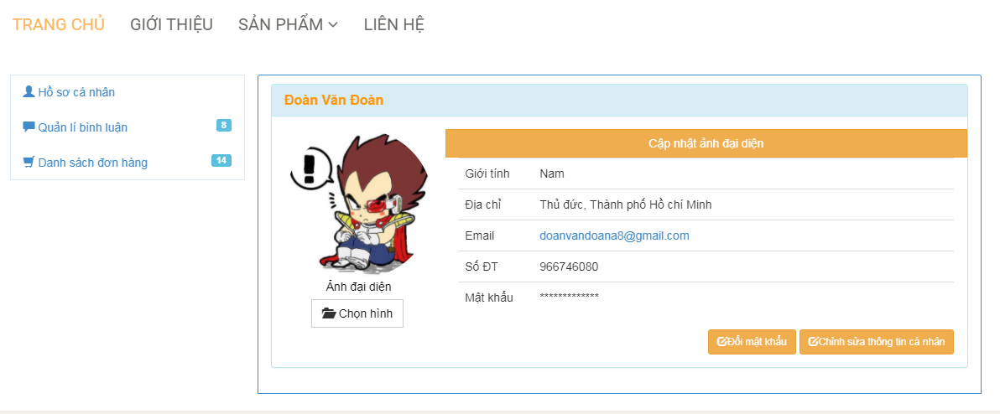 TRANG CHỦ GIỚI THIỆU SẢN PHẨM LIÊN HỆ
Hồ sơ cá nhân
Quản lí bình luận 8
Danh sách đơn hàng 14
Đoàn Văn Đoàn
Cập nhật ảnh đại diện
Giới tính Nam
Địa chỉ Thủ đức, Thành phố Hồ chí Minh
Email doanvandoana8@gmail.com
Số ĐT 966746080
Mật khẩu *************
Ảnh đại diện
Chọn hình
Đổi mật khẩu Chỉnh sửa thông tin cá nhân